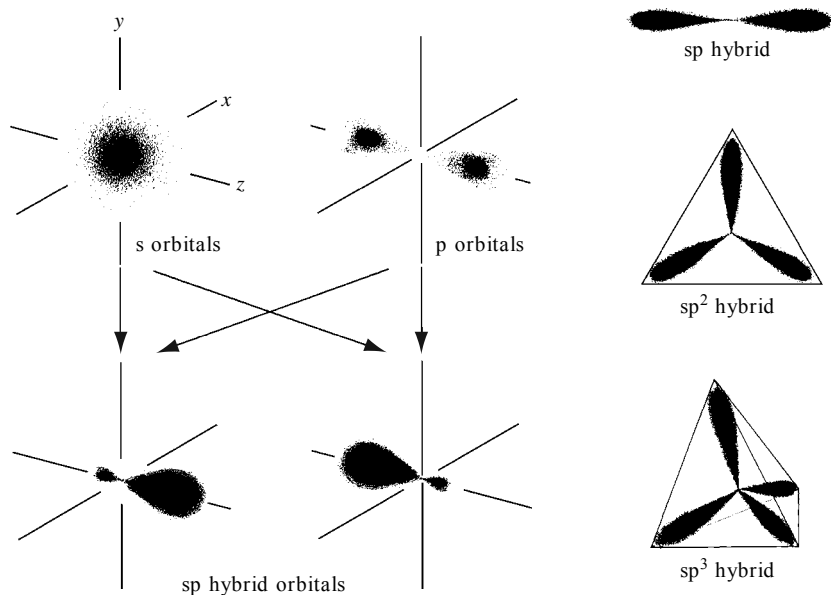 y
x
z
s orbitals
p orbitals
sp hybrid orbitals
sp hybrid
sp² hybrid
sp³ hybrid